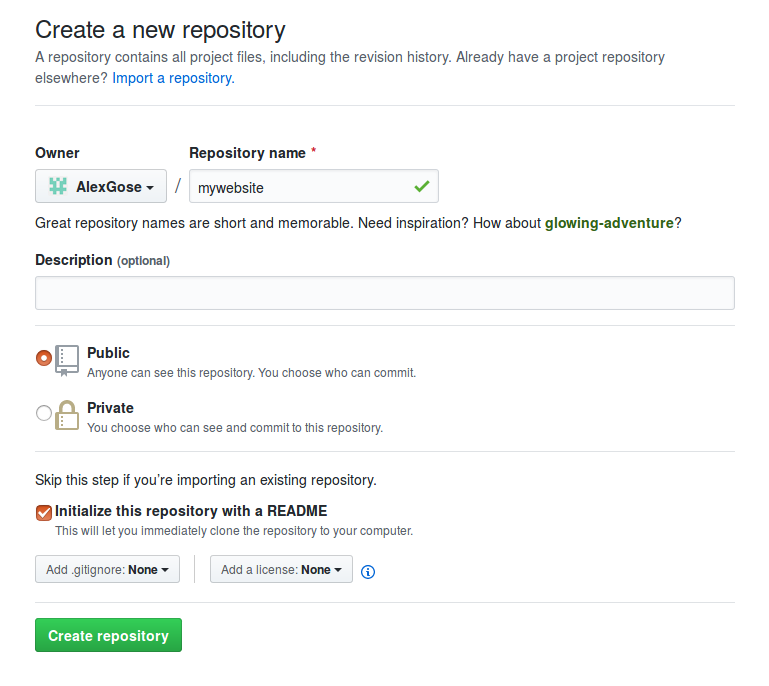 Create a new repository
A repository contains all project files, including the revision history. Already have a project repository
elsewhere? Import a repository.
Owner
Repository name *
AlexGose / mywebsite
Great repository names are short and memorable. Need inspiration? How about glowing-adventure?
Description (optional)
Public
Anyone can see this repository. You choose who can commit.
Private
You choose who can see and commit to this repository.
Skip this step if you’re importing an existing repository.
Initialize this repository with a README
This will let you immediately clone the repository to your computer.
Add .gitignore: None
Add a license: None
Create repository